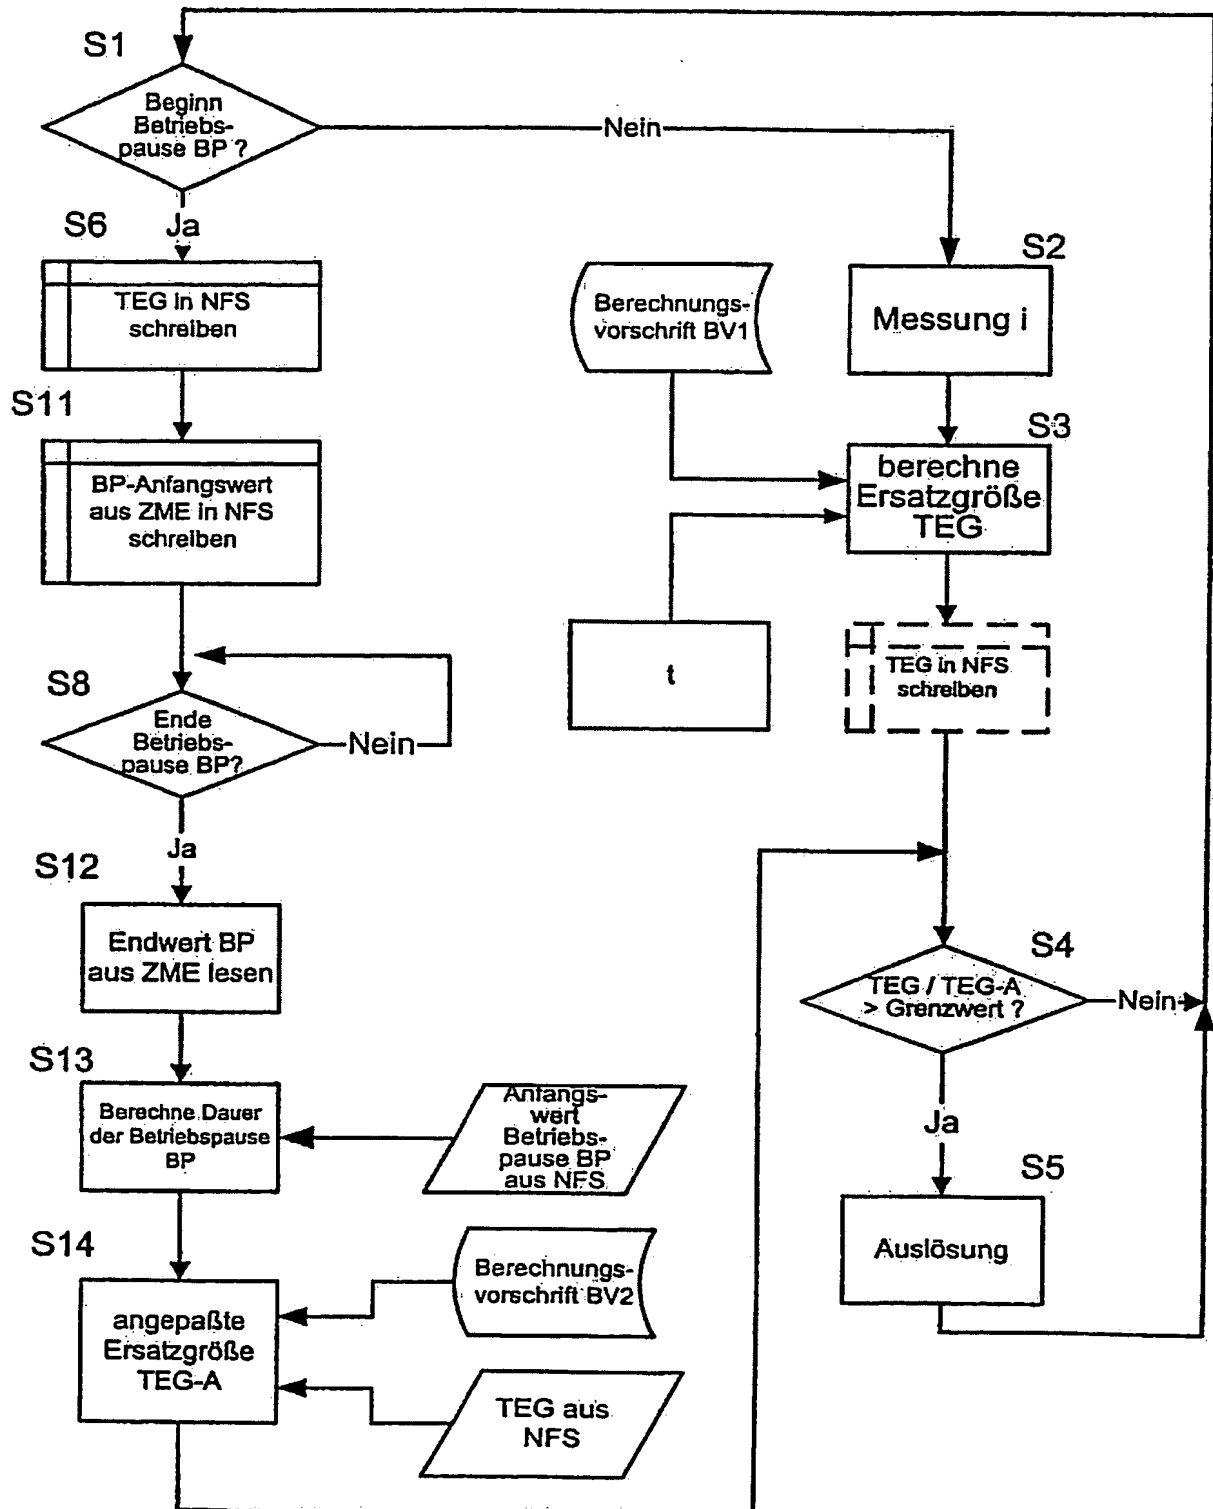 S1
Beginn
Betriebs-
pause BP ?
Nein
Ja
S6
TEG in NFS
schreiben
S11
BP-Anfangswert
aus ZME in NFS
schreiben
S8
Ende
Betriebs-
pause BP?
Nein
Ja
S12
Endwert BP
aus ZME lesen
S13
Berechne Dauer
der Betriebspause
BP
Anfangs-
wert
Betriebs-
pause BP
aus NFS
S14
angepaßte
Ersatzgröße
TEG-A
Berechnungs-
vorschrift BV2
TEG aus
NFS
S2
Messung i
Berechnungs-
vorschrift BV1
S3
berechne
Ersatzgröße
TEG
t
TEG in NFS
schreiben
S4
TEG / TEG-A
> Grenzwert ?
Nein
Ja
S5
Auslösung